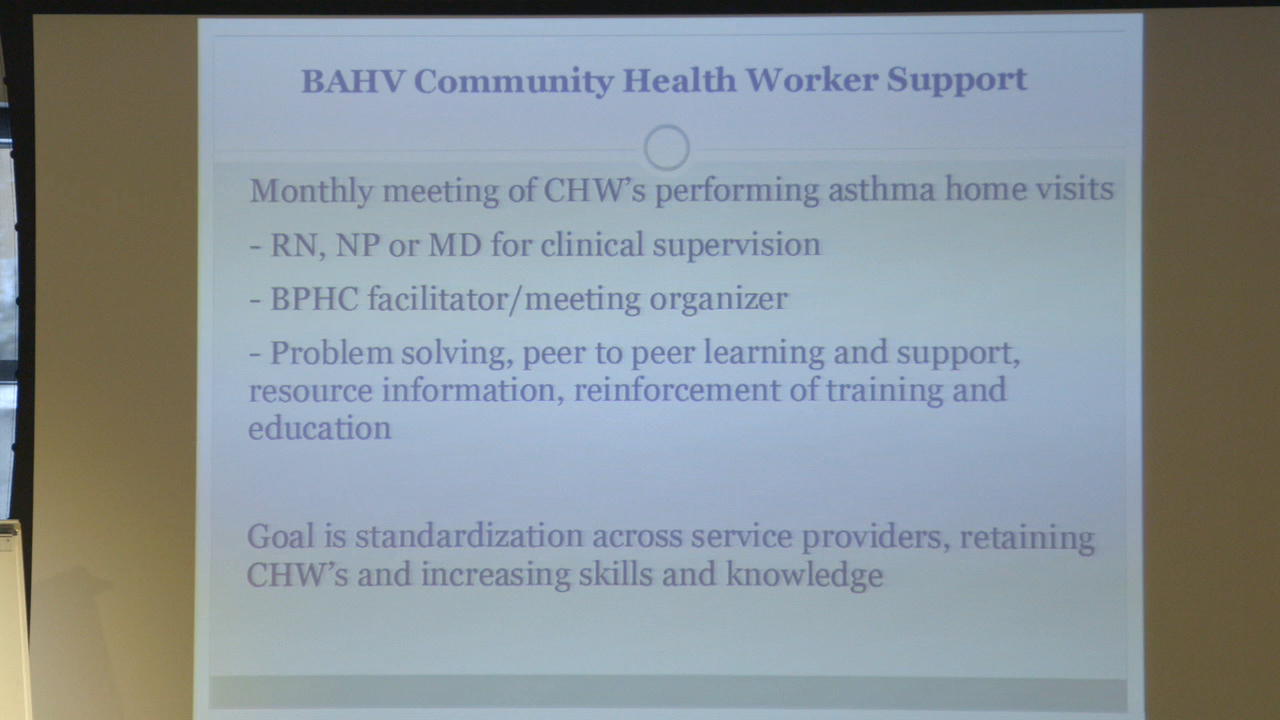 BAHV Community Health Worker Support
Monthly meeting of CHW's performing asthma home visits
- RN, NP or MD for clinical supervision
- BPHC facilitator/meeting organizer
- Problem solving, peer to peer learning and support,
resource information, reinforcement of training and
education
Goal is standardization across service providers, retaining
CHW's and increasing skills and knowledge